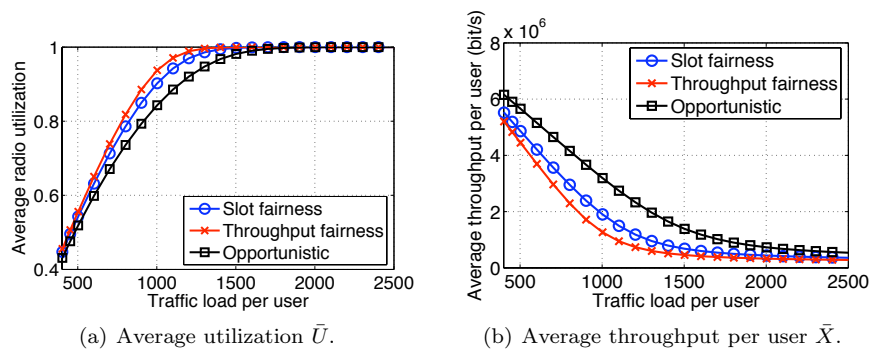 Average radio utilization
1
0.8
0.6
0.4
500
1000
1500
2000
2500
Traffic load per user
Slot fairness
Throughput fairness
Opportunistic
(a) Average utilization Ū.
Average throughput per user (bit/s)
8
x 10^6
6
4
2
0
500
1000
1500
2000
2500
Traffic load per user
Slot fairness
Throughput fairness
Opportunistic
(b) Average throughput per user X̄.